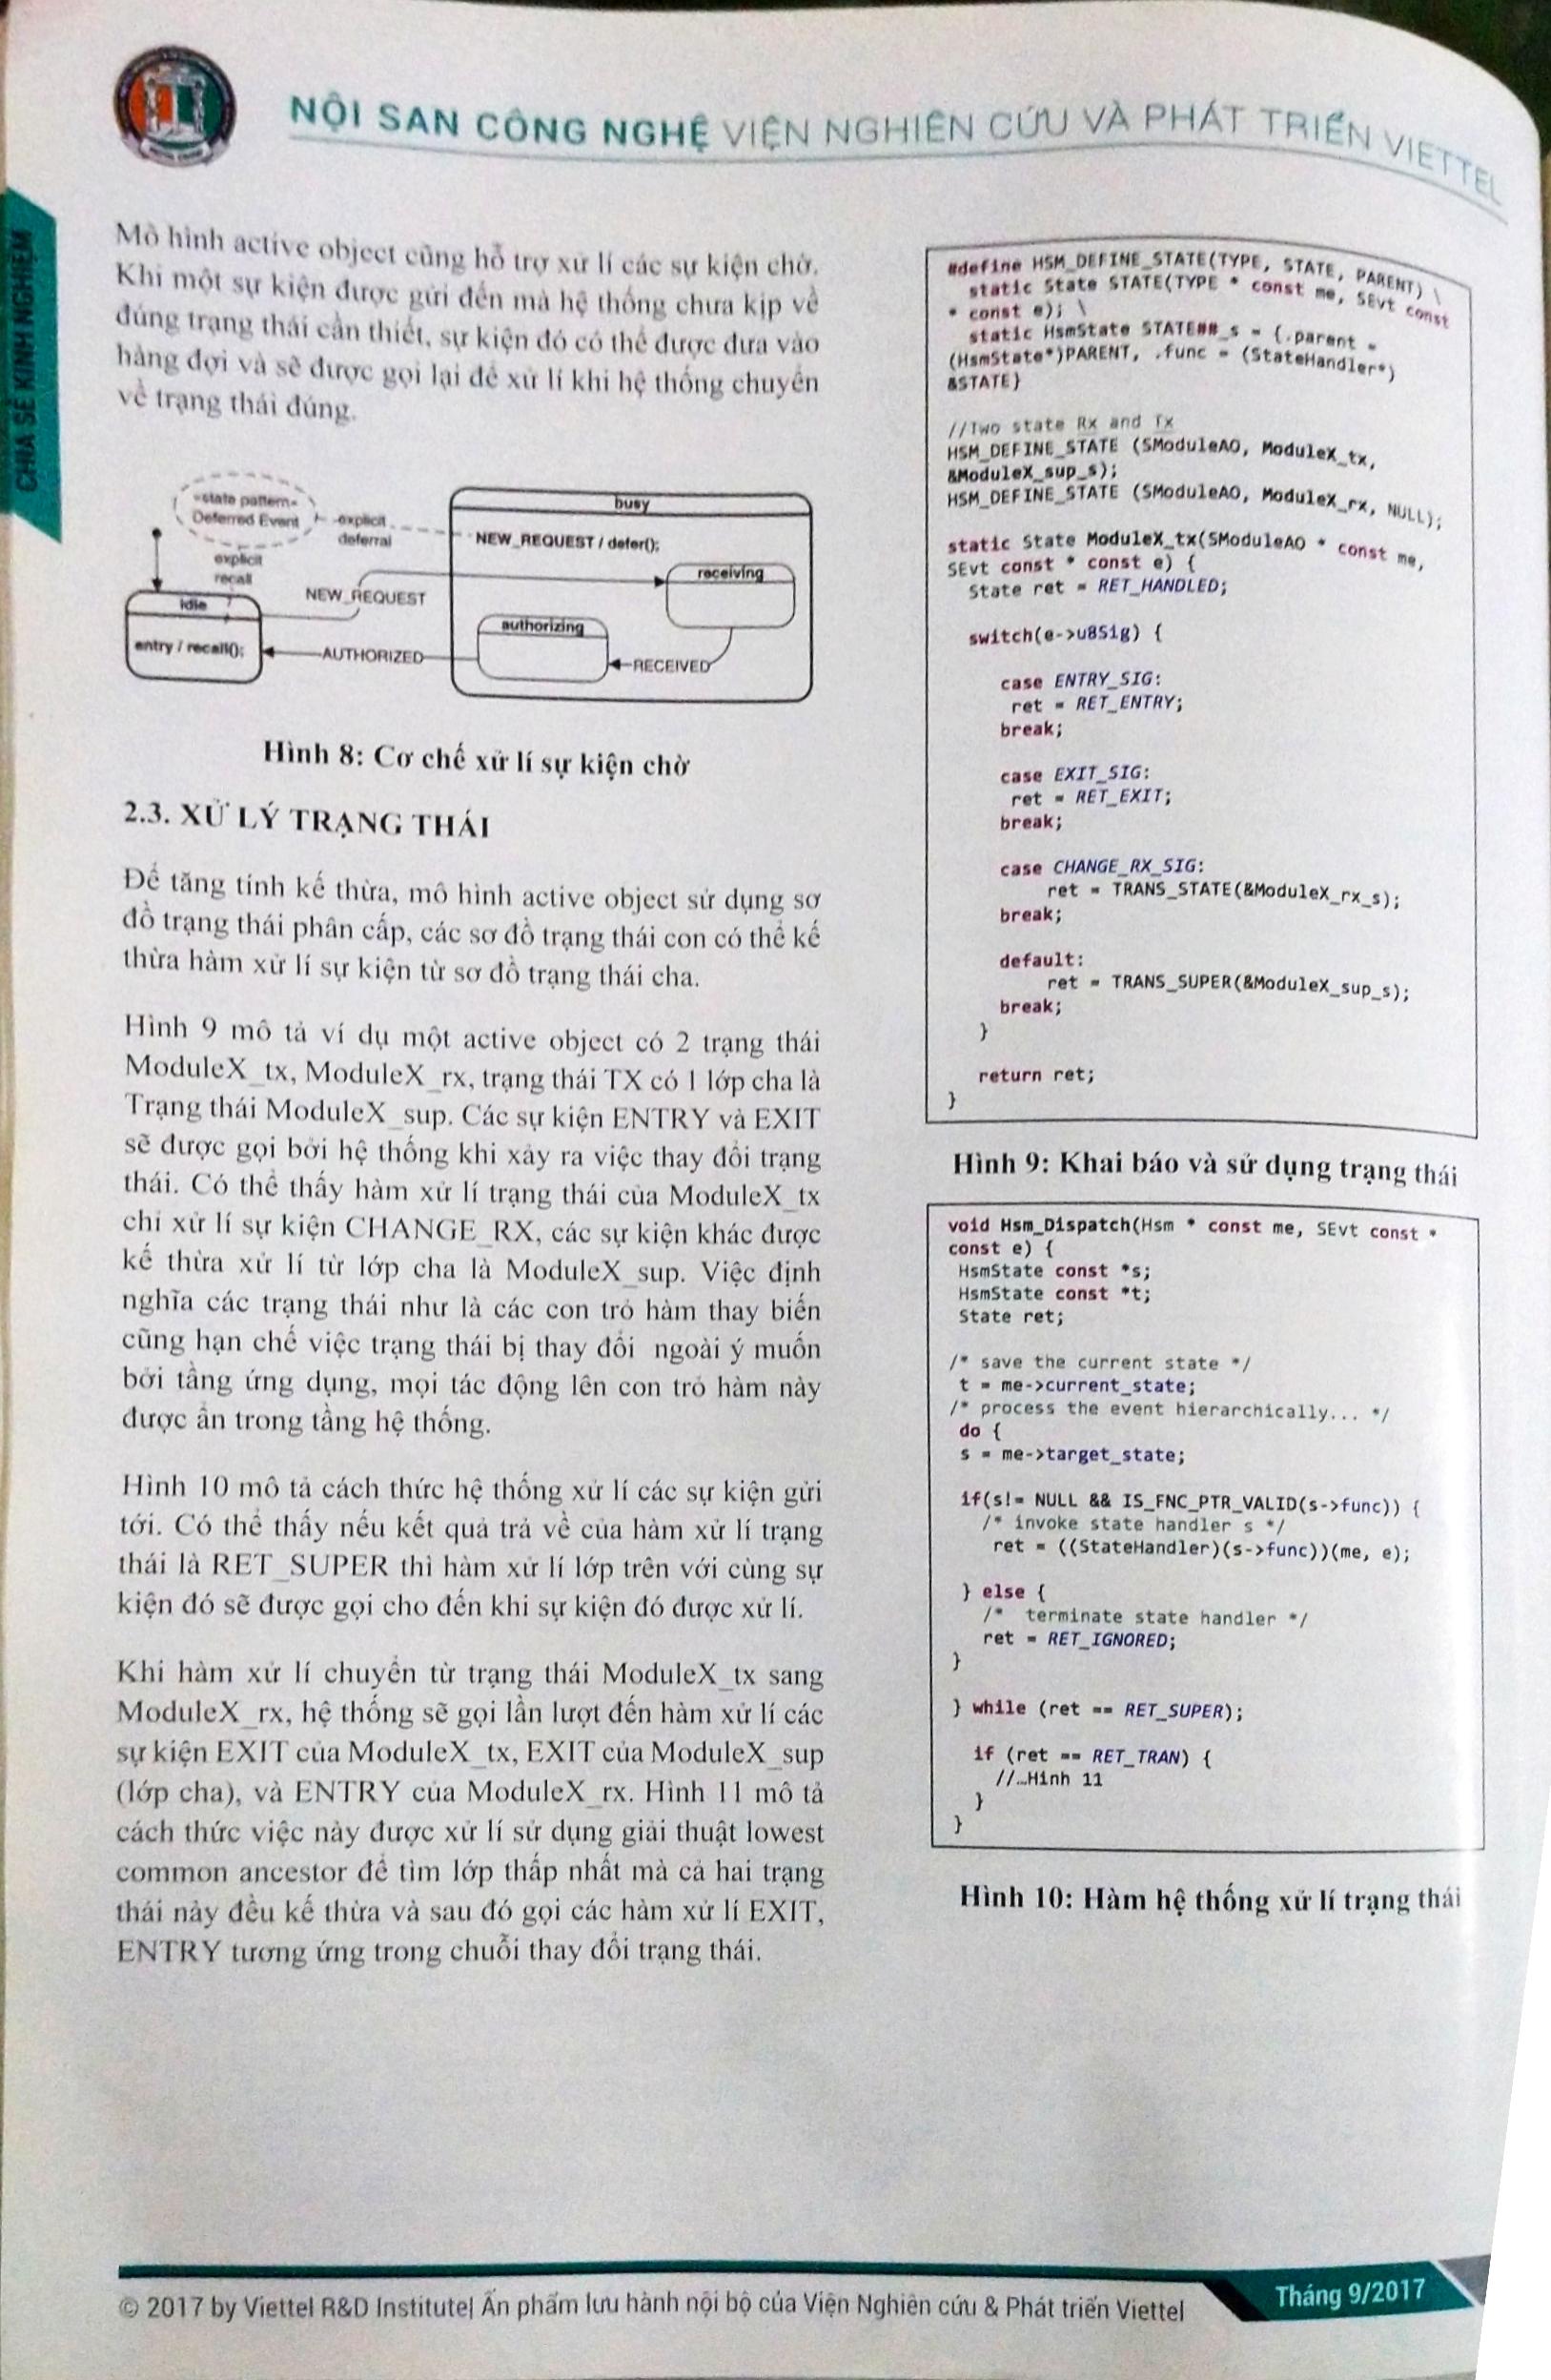 NỘI SAN CÔNG NGHỆ VIỆN NGHIÊN CỨU VÀ PHÁT TRIỂN VIETTEL
CHIA SẺ KINH NGHIỆM
Mô hình active object cũng hỗ trợ xử lí các sự kiện chờ.
Khi một sự kiện được gửi đến mà hệ thống chưa kịp về
đúng trạng thái cần thiết, sự kiện đó có thể được đưa vào
hàng đợi và sẽ được gọi lại để xử lí khi hệ thống chuyển
về trạng thái đúng.
«state pattern»
Deferred Event
explicit
deferral
explicit
recall
busy
NEW_REQUEST / defer();
receiving
NEW_REQUEST
idle
authorizing
entry / recall();
AUTHORIZED
RECEIVED
Hình 8: Cơ chế xử lí sự kiện chờ
2.3. XỬ LÝ TRẠNG THÁI
Để tăng tính kế thừa, mô hình active object sử dụng sơ
đồ trạng thái phân cấp, các sơ đồ trạng thái con có thể kế
thừa hàm xử lí sự kiện từ sơ đồ trạng thái cha.
Hình 9 mô tả ví dụ một active object có 2 trạng thái
ModuleX_tx, ModuleX_rx, trạng thái TX có 1 lớp cha là
Trạng thái ModuleX_sup. Các sự kiện ENTRY và EXIT
sẽ được gọi bởi hệ thống khi xảy ra việc thay đổi trạng
thái. Có thể thấy hàm xử lí trạng thái của ModuleX_tx
chỉ xử lí sự kiện CHANGE_RX, các sự kiện khác được
kế thừa xử lí từ lớp cha là ModuleX_sup. Việc định
nghĩa các trạng thái như là các con trỏ hàm thay biến
cũng hạn chế việc trạng thái bị thay đổi ngoài ý muốn
bởi tầng ứng dụng, mọi tác động lên con trỏ hàm này
được ẩn trong tầng hệ thống.
Hình 10 mô tả cách thức hệ thống xử lí các sự kiện gửi
tới. Có thể thấy nếu kết quả trả về của hàm xử lí trạng
thái là RET_SUPER thì hàm xử lí lớp trên với cùng sự
kiện đó sẽ được gọi cho đến khi sự kiện đó được xử lí.
Khi hàm xử lí chuyển từ trạng thái ModuleX_tx sang
ModuleX_rx, hệ thống sẽ gọi lần lượt đến hàm xử lí các
sự kiện EXIT của ModuleX_tx, EXIT của ModuleX_sup
(lớp cha), và ENTRY của ModuleX_rx. Hình 11 mô tả
cách thức việc này được xử lí sử dụng giải thuật lowest
common ancestor để tìm lớp thấp nhất mà cả hai trạng
thái này đều kế thừa và sau đó gọi các hàm xử lí EXIT,
ENTRY tương ứng trong chuỗi thay đổi trạng thái.
#define HSM_DEFINE_STATE(TYPE, STATE, PARENT) \
static State STATE(TYPE * const me, SEvt const
* const e); \
static HsmState STATE##_s = {.parent =
(HsmState*)PARENT, .func = (StateHandler*)
&STATE}
//Two state Rx and Tx
HSM_DEFINE_STATE (SModuleAO, ModuleX_tx,
&ModuleX_sup_s);
HSM_DEFINE_STATE (SModuleAO, ModuleX_rx, NULL);
static State ModuleX_tx(SModuleAO * const me,
SEvt const * const e) {
State ret = RET_HANDLED;
switch(e->u8Sig) {
case ENTRY_SIG:
ret = RET_ENTRY;
break;
case EXIT_SIG:
ret = RET_EXIT;
break;
case CHANGE_RX_SIG:
ret = TRANS_STATE(&ModuleX_rx_s);
break;
default:
ret = TRANS_SUPER(&ModuleX_sup_s);
break;
}
return ret;
}
Hình 9: Khai báo và sử dụng trạng thái
void Hsm_Dispatch(Hsm * const me, SEvt const *
const e) {
HsmState const *s;
HsmState const *t;
State ret;
/* save the current state */
t = me->current_state;
/* process the event hierarchically... */
do {
s = me->target_state;
if(s!= NULL && IS_FNC_PTR_VALID(s->func)) {
/* invoke state handler s */
ret = ((StateHandler)(s->func))(me, e);
} else {
/* terminate state handler */
ret = RET_IGNORED;
}
} while (ret == RET_SUPER);
if (ret == RET_TRAN) {
//…Hình 11
}
}
Hình 10: Hàm hệ thống xử lí trạng thái
© 2017 by Viettel R&D Institute| Ấn phẩm lưu hành nội bộ của Viện Nghiên cứu & Phát triển Viettel
Tháng 9/2017